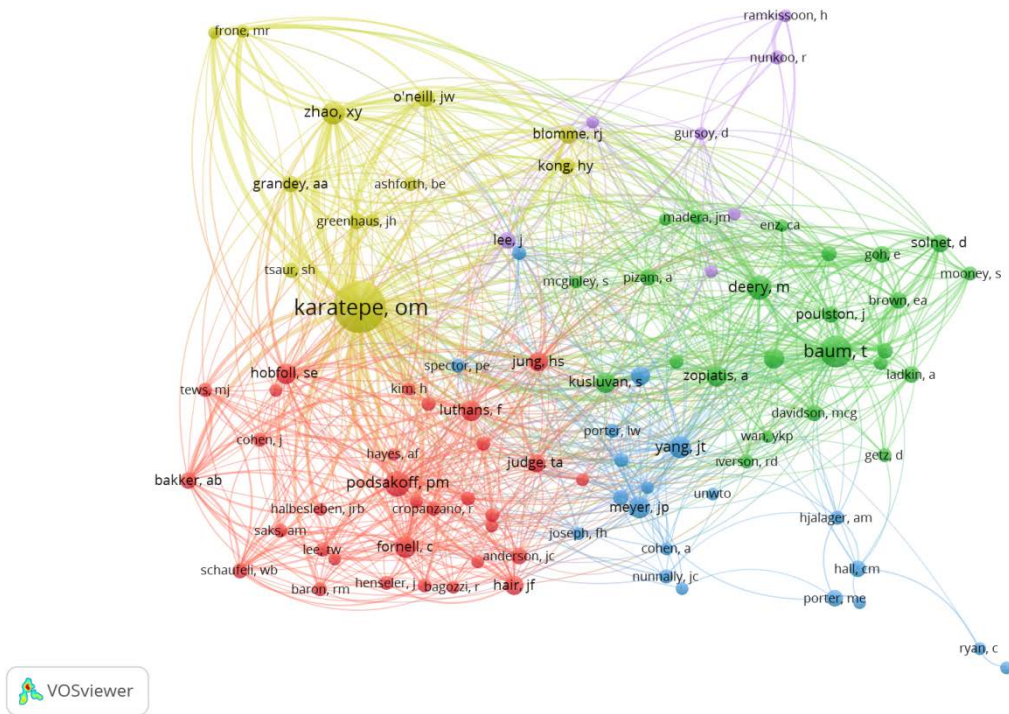 ramkissoon, h
frone, mr
nunkoo, r
o'neill, jw
zhao, xy
blomme, rj
gursoy, d
kong, hy
grandey, aa
ashforth, be
madera, jm
greenhaus, jh
enz, ca
lee, j
solnet, d
goh, e
tsaur, sh
mooney, s
mcginley, s
pizam, a
deery, m
brown, ea
karatepe, om
poulston, j
baum, t
jung, hs
spector, pe
hobfoll, se
ladkin, a
kusluvan, s
zopiatis, a
tews, mj
kim, h
luthans, f
davidson, mcg
porter, lw
cohen, j
wan, ykp
yang, jt
hayes, af
getz, d
judge, ta
iverson, rd
bakker, ab
podsakoff, pm
unwto
halbesleben, jrb
cropanzano, r
meyer, jp
hjalager, am
saks, am
joseph, fh
lee, tw
fornell, c
cohen, a
anderson, jc
hall, cm
schaufeli, wb
nunnally, jc
baron, rm
henseler, j
bagozzi, r
hair, jf
porter, me
ryan, c
VOSviewer